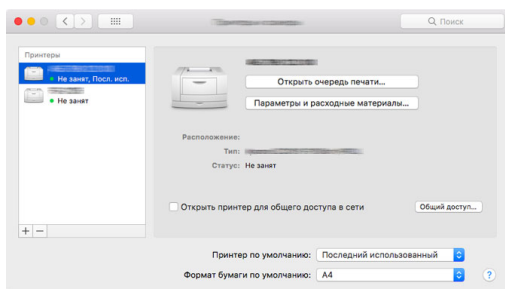 Поиск
Принтеры
Не занят, Посл. исп.
Не занят
Открыть очередь печати...
Параметры и расходные материалы...
Расположение:
Тип:
Статус: Не занят
Открыть принтер для общего доступа в сети
Общий доступ...
+ −
Принтер по умолчанию: Последний использованный
Формат бумаги по умолчанию: A4
?